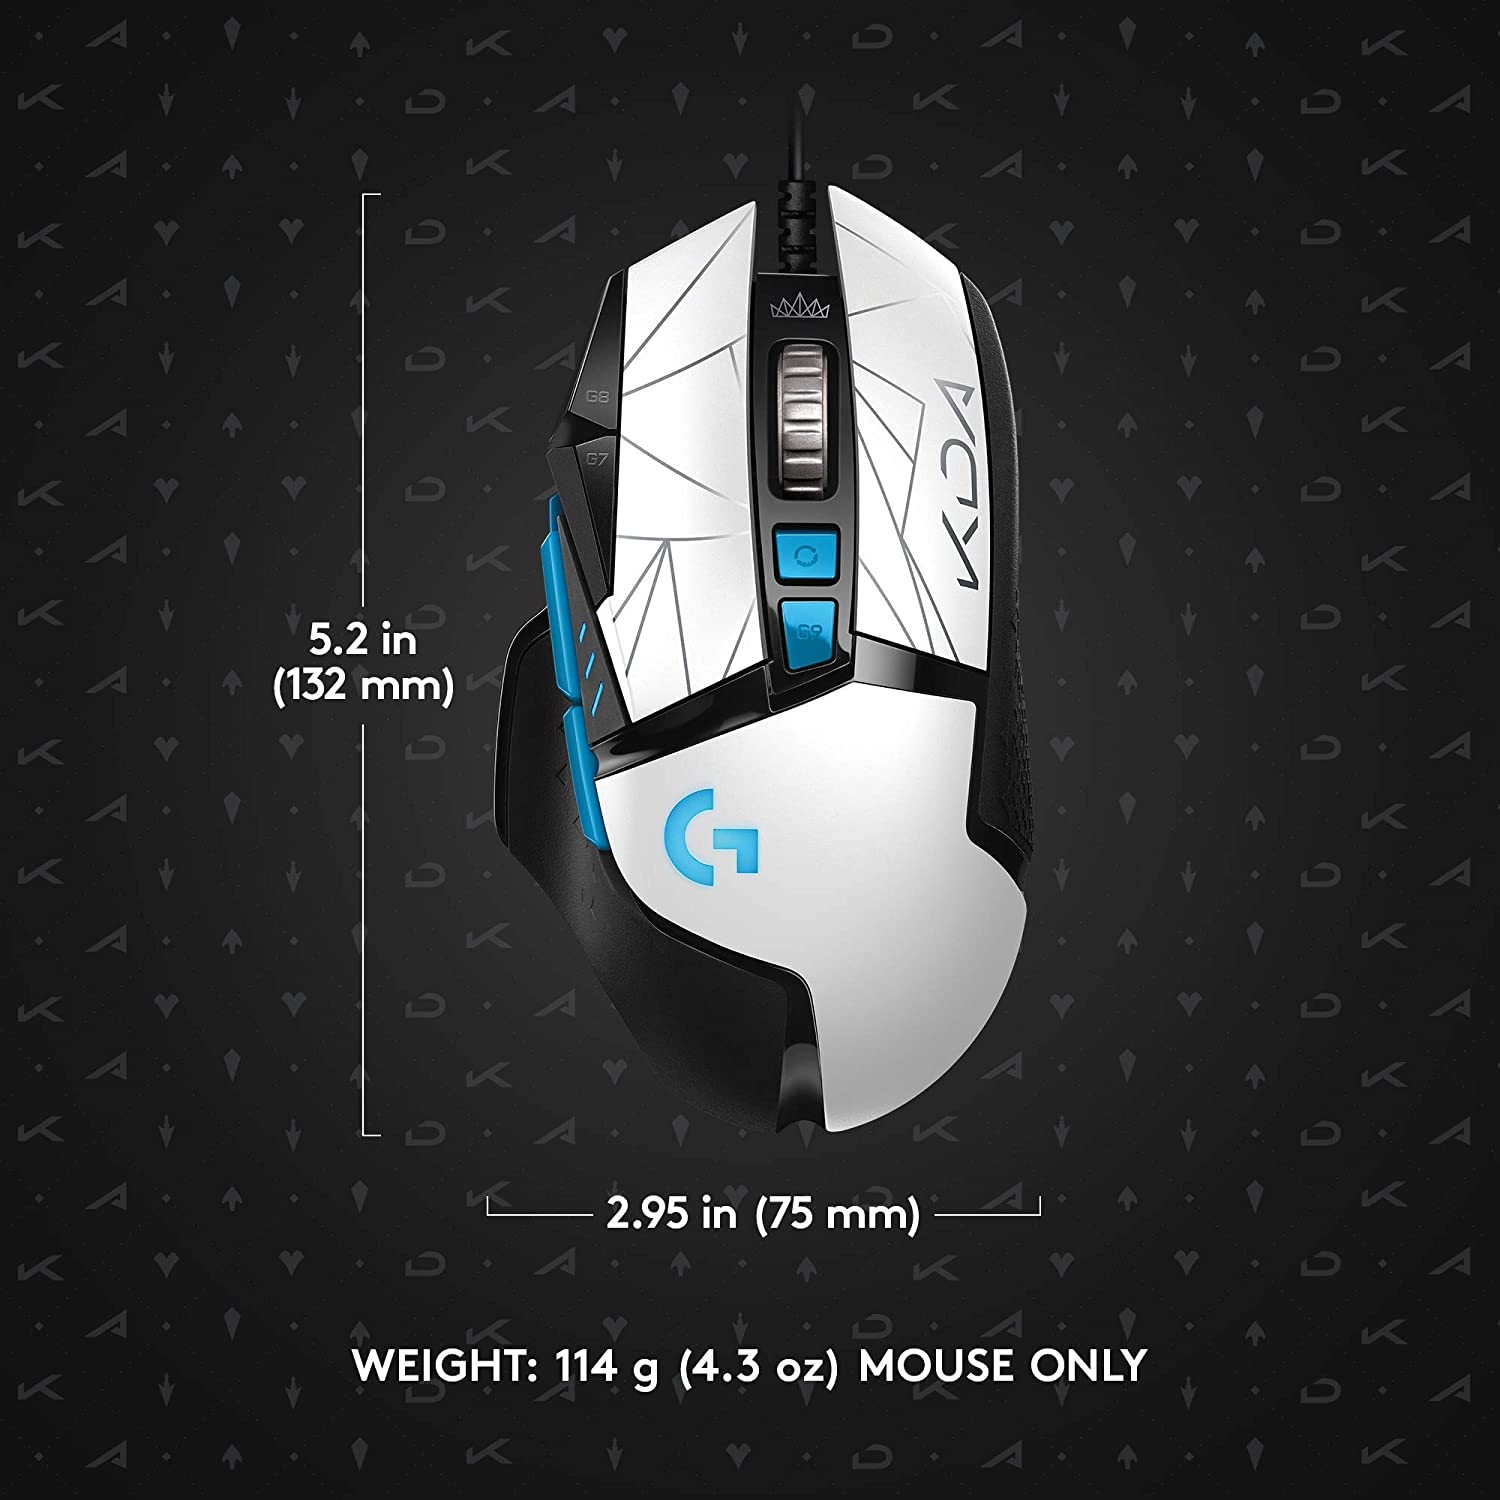 G8
G7
KDA
G9
5.2 in
(132 mm)
G
2.95 in (75 mm)
WEIGHT: 114 g (4.3 oz) MOUSE ONLY